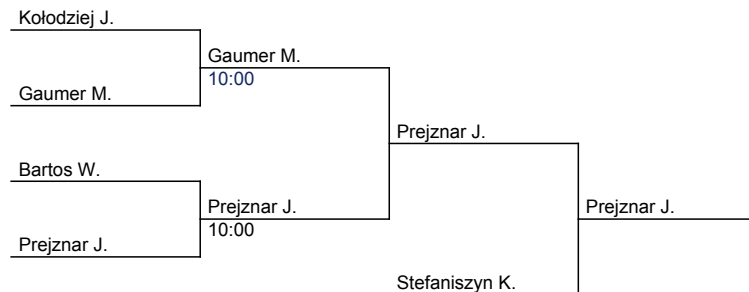 Kołodziej J.
Gaumer M.
10:00
Gaumer M.
Prejznar J.
Bartos W.
Prejznar J.
Prejznar J.
10:00
Prejznar J.
Stefaniszyn K.